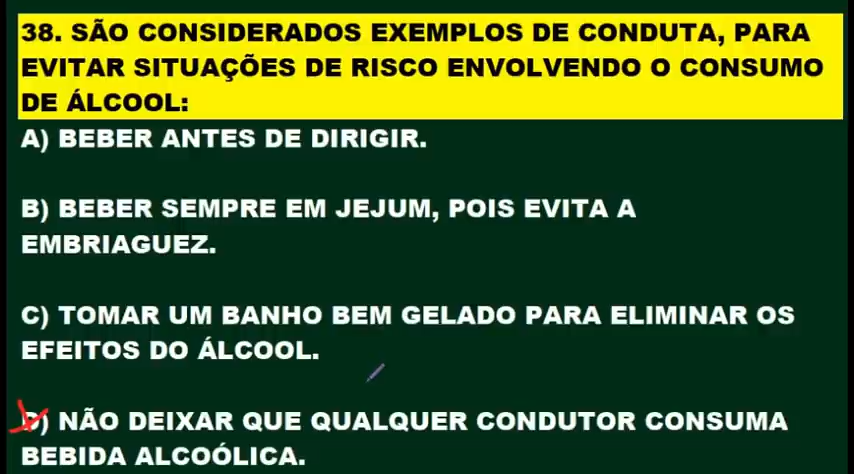 38. SÃO CONSIDERADOS EXEMPLOS DE CONDUTA, PARA
EVITAR SITUAÇÕES DE RISCO ENVOLVENDO O CONSUMO
DE ÁLCOOL:
A) BEBER ANTES DE DIRIGIR.
B) BEBER SEMPRE EM JEJUM, POIS EVITA A
EMBRIAGUEZ.
C) TOMAR UM BANHO BEM GELADO PARA ELIMINAR OS
EFEITOS DO ÁLCOOL.
D) NÃO DEIXAR QUE QUALQUER CONDUTOR CONSUMA
BEBIDA ALCOÓLICA.